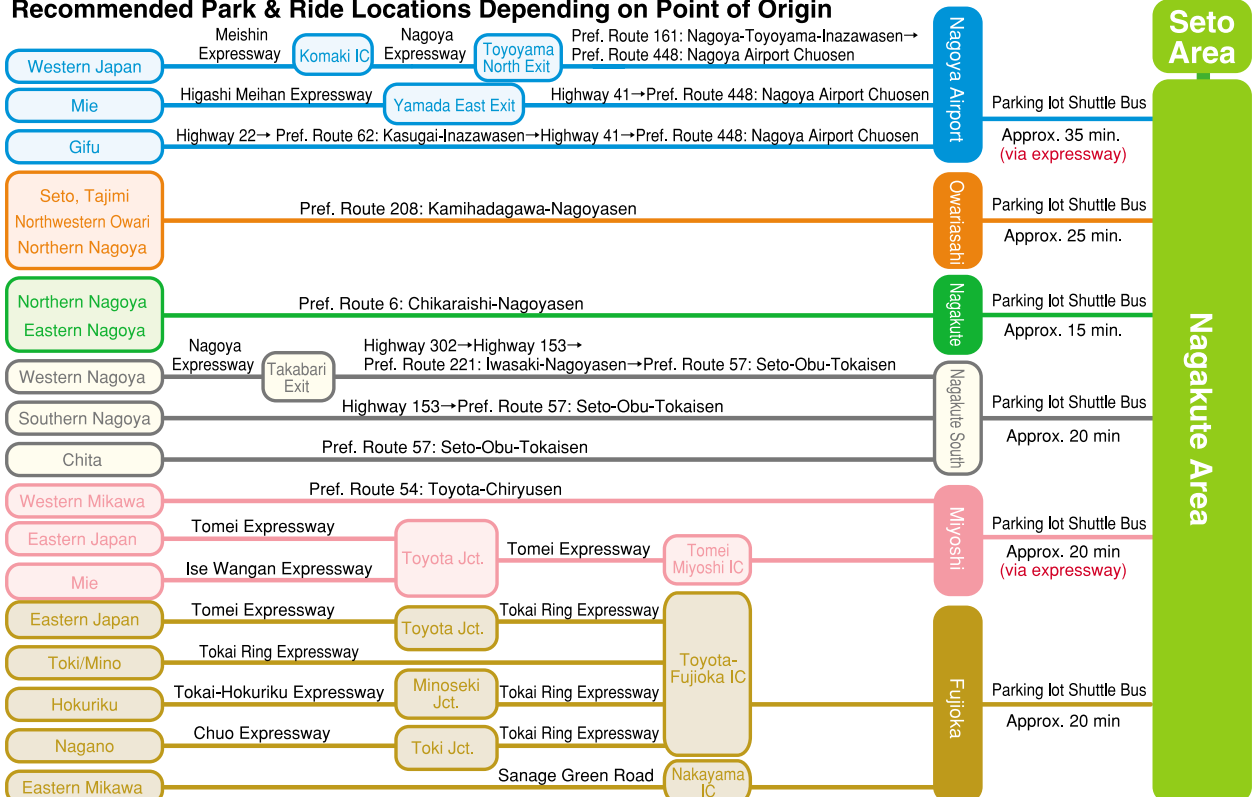 Recommended Park & Ride Locations Depending on Point of Origin
Seto
Area
Nagakute Area
Western Japan
Meishin
Expressway
Komaki IC
Nagoya
Expressway
Toyoyama
North Exit
Pref. Route 161: Nagoya-Toyoyama-Inazawasen→
Pref. Route 448: Nagoya Airport Chuosen
Mie
Higashi Meihan Expressway
Yamada East Exit
Highway 41→Pref. Route 448: Nagoya Airport Chuosen
Gifu
Highway 22→ Pref. Route 62: Kasugai-Inazawasen→Highway 41→Pref. Route 448: Nagoya Airport Chuosen
Nagoya Airport
Parking lot Shuttle Bus
Approx. 35 min.
(via expressway)
Seto, Tajimi
Northwestern Owari
Northern Nagoya
Pref. Route 208: Kamihadagawa-Nagoyasen
Owariasahi
Parking lot Shuttle Bus
Approx. 25 min.
Northern Nagoya
Eastern Nagoya
Pref. Route 6: Chikaraishi-Nagoyasen
Nagakute
Parking lot Shuttle Bus
Approx. 15 min.
Western Nagoya
Nagoya
Expressway
Takabari
Exit
Highway 302→Highway 153→
Pref. Route 221: Iwasaki-Nagoyasen→Pref. Route 57: Seto-Obu-Tokaisen
Southern Nagoya
Highway 153→Pref. Route 57: Seto-Obu-Tokaisen
Chita
Pref. Route 57: Seto-Obu-Tokaisen
Nagakute South
Parking lot Shuttle Bus
Approx. 20 min
Western Mikawa
Pref. Route 54: Toyota-Chiryusen
Eastern Japan
Tomei Expressway
Mie
Ise Wangan Expressway
Toyota Jct.
Tomei Expressway
Tomei
Miyoshi IC
Miyoshi
Parking lot Shuttle Bus
Approx. 20 min
(via expressway)
Eastern Japan
Tomei Expressway
Toyota Jct.
Tokai Ring Expressway
Toki/Mino
Tokai Ring Expressway
Hokuriku
Tokai-Hokuriku Expressway
Minoseki
Jct.
Tokai Ring Expressway
Nagano
Chuo Expressway
Toki Jct.
Tokai Ring Expressway
Toyota-
Fujioka IC
Eastern Mikawa
Sanage Green Road
Nakayama
IC
Fujioka
Parking lot Shuttle Bus
Approx. 20 min